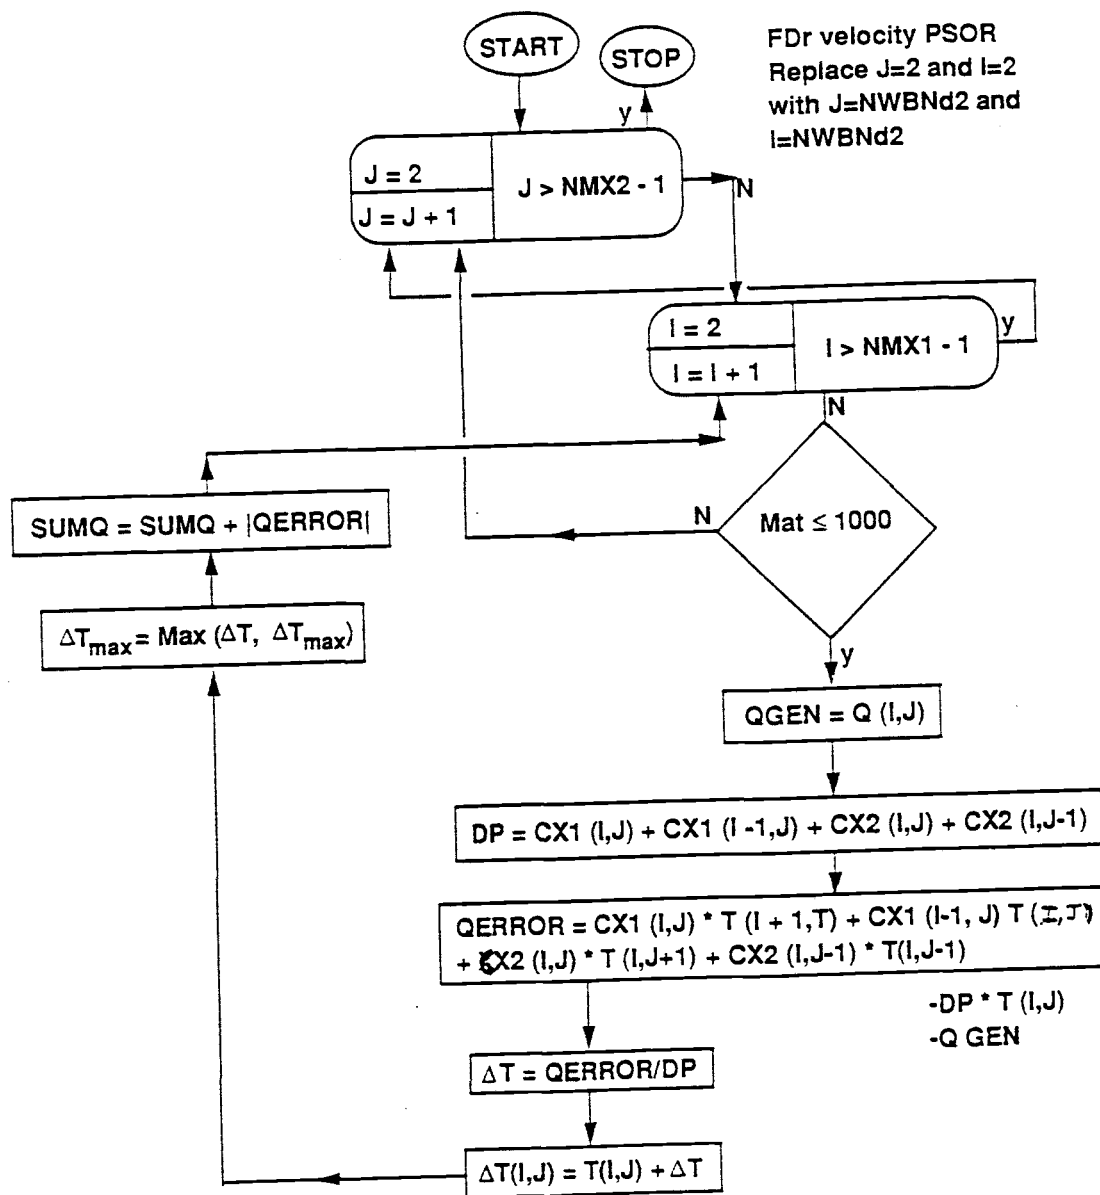 START
STOP
FDr velocity PSOR
Replace J=2 and I=2
with J=NWBNd2 and
I=NWBNd2
y
J = 2
J = J + 1
J > NMX2 - 1
N
I = 2
I = I + 1
I > NMX1 - 1
y
N
Mat ≤ 1000
N
y
SUMQ = SUMQ + |QERROR|
ΔTmax = Max (ΔT, ΔTmax)
QGEN = Q (I,J)
DP = CX1 (I,J) + CX1 (I -1,J) + CX2 (I,J) + CX2 (I,J-1)
QERROR = CX1 (I,J) * T (I + 1,T) + CX1 (I-1, J) T (I,J)
+ CX2 (I,J) * T (I,J+1) + CX2 (I,J-1) * T(I,J-1)
-DP * T (I,J)
-Q GEN
ΔT = QERROR/DP
ΔT(I,J) = T(I,J) + ΔT